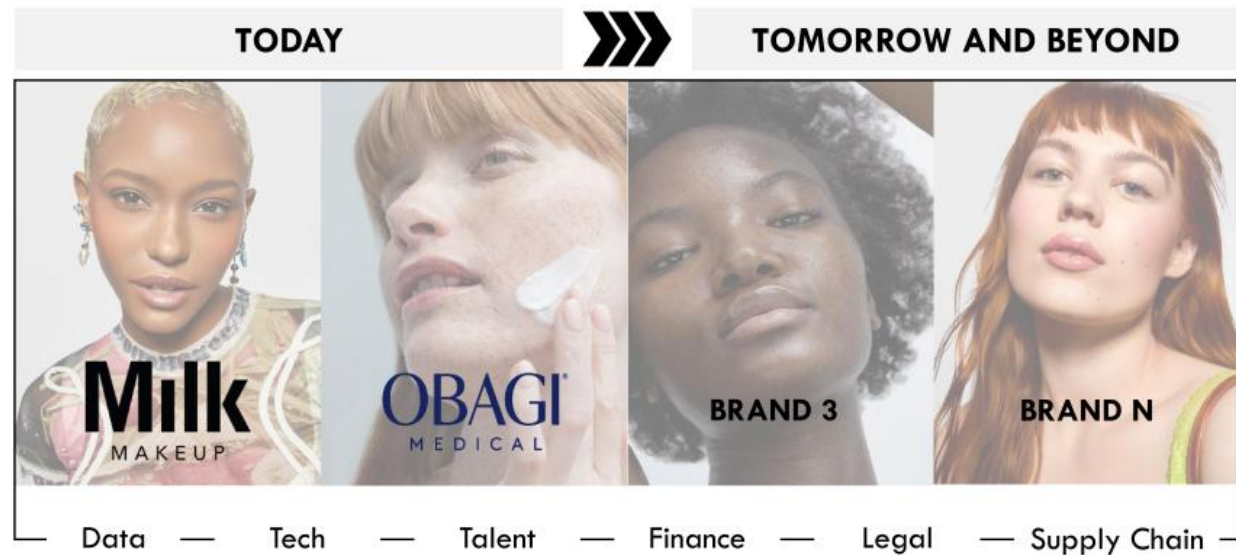 TODAY
TOMORROW AND BEYOND
Milk
MAKEUP
OBAGI®
MEDICAL
BRAND 3
BRAND N
Data — Tech — Talent — Finance — Legal — Supply Chain